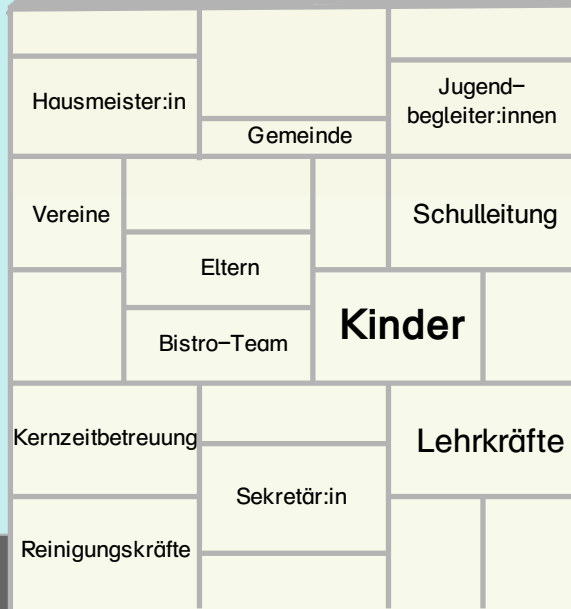 Hausmeister:in
Jugend–
begleiter:innen
Gemeinde
Vereine
Schulleitung
Eltern
Kinder
Bistro–Team
Kernzeitbetreuung
Lehrkräfte
Sekretär:in
Reinigungskräfte